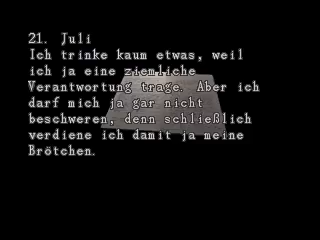 21. Juli
Ich trinke kaum etwas, weil
ich ja eine ziemliche
Verantwortung trage. Aber ich
darf mich ja gar nicht
beschweren, denn schließlich
verdiene ich damit ja meine
Brötchen.